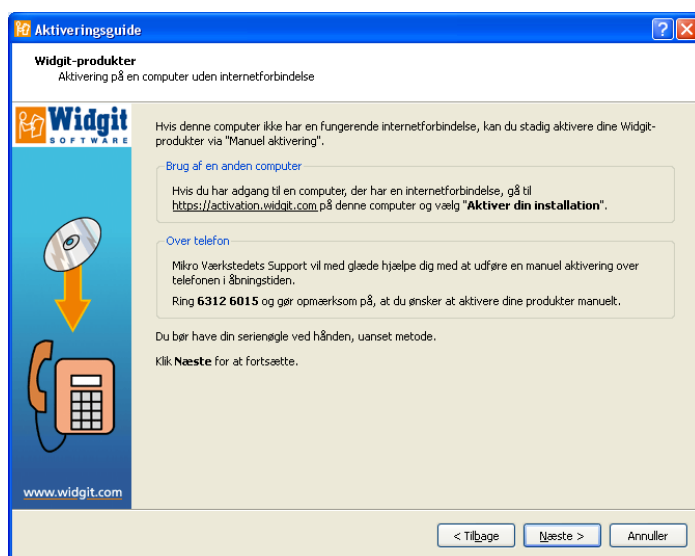 Aktiveringsguide
Widgit-produkter
Aktivering på en computer uden internetforbindelse
Widgit
SOFTWARE
Hvis denne computer ikke har en fungerende internetforbindelse, kan du stadig aktivere dine Widgit-
produkter via "Manuel aktivering".
Brug af en anden computer
Hvis du har adgang til en computer, der har en internetforbindelse, gå til
https://activation.widgit.com på denne computer og vælg "Aktiver din installation".
Over telefon
Mikro Værkstedets Support vil med glæde hjælpe dig med at udføre en manuel aktivering over
telefonen i åbningstiden.
Ring 6312 6015 og gør opmærksom på, at du ønsker at aktivere dine produkter manuelt.
Du bør have din serienøgle ved hånden, uanset metode.
Klik Næste for at fortsætte.
www.widgit.com
< Tilbage Næste > Annuller